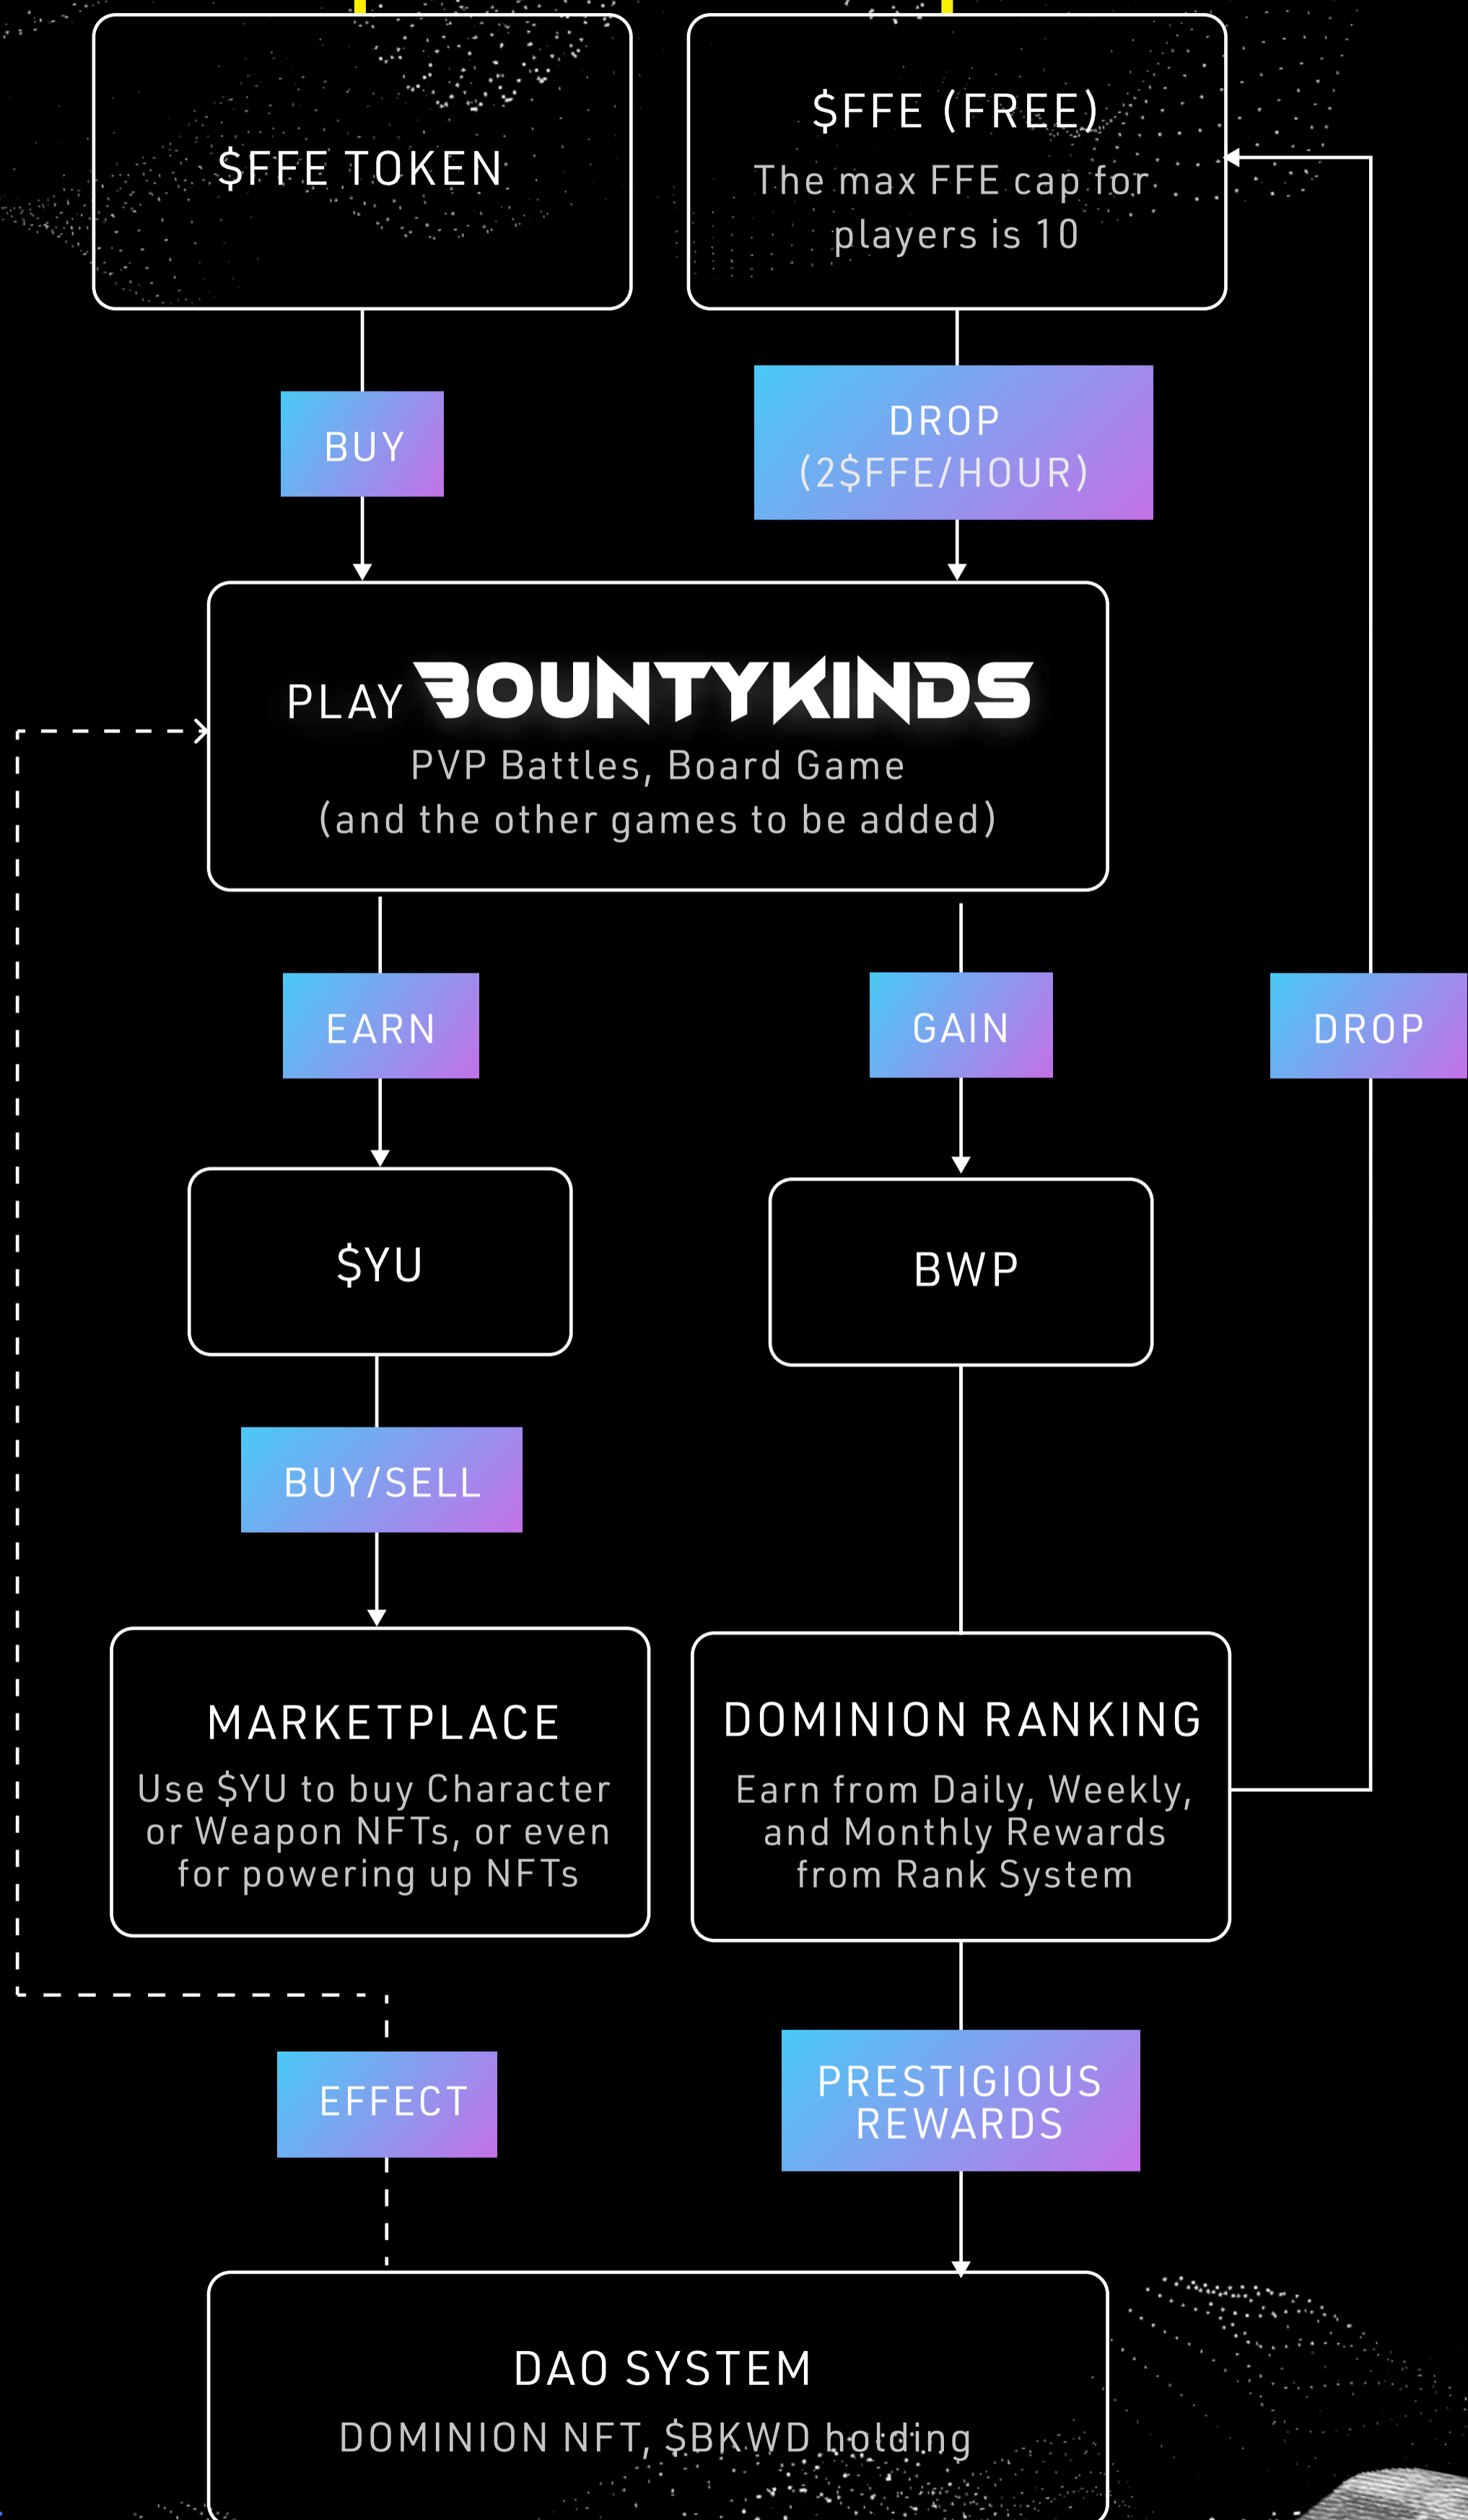 $FFE TOKEN
$FFE (FREE)
The max FFE cap for
players is 10
BUY
DROP
(2$FFE/HOUR)
PLAY BOUNTYKINDS
PVP Battles, Board Game
(and the other games to be added)
EARN
GAIN
DROP
$YU
BWP
BUY/SELL
MARKETPLACE
Use $YU to buy Character
or Weapon NFTs, or even
for powering up NFTs
DOMINION RANKING
Earn from Daily, Weekly,
and Monthly Rewards
from Rank System
EFFECT
PRESTIGIOUS
REWARDS
DAO SYSTEM
DOMINION NFT, $BKWD holding